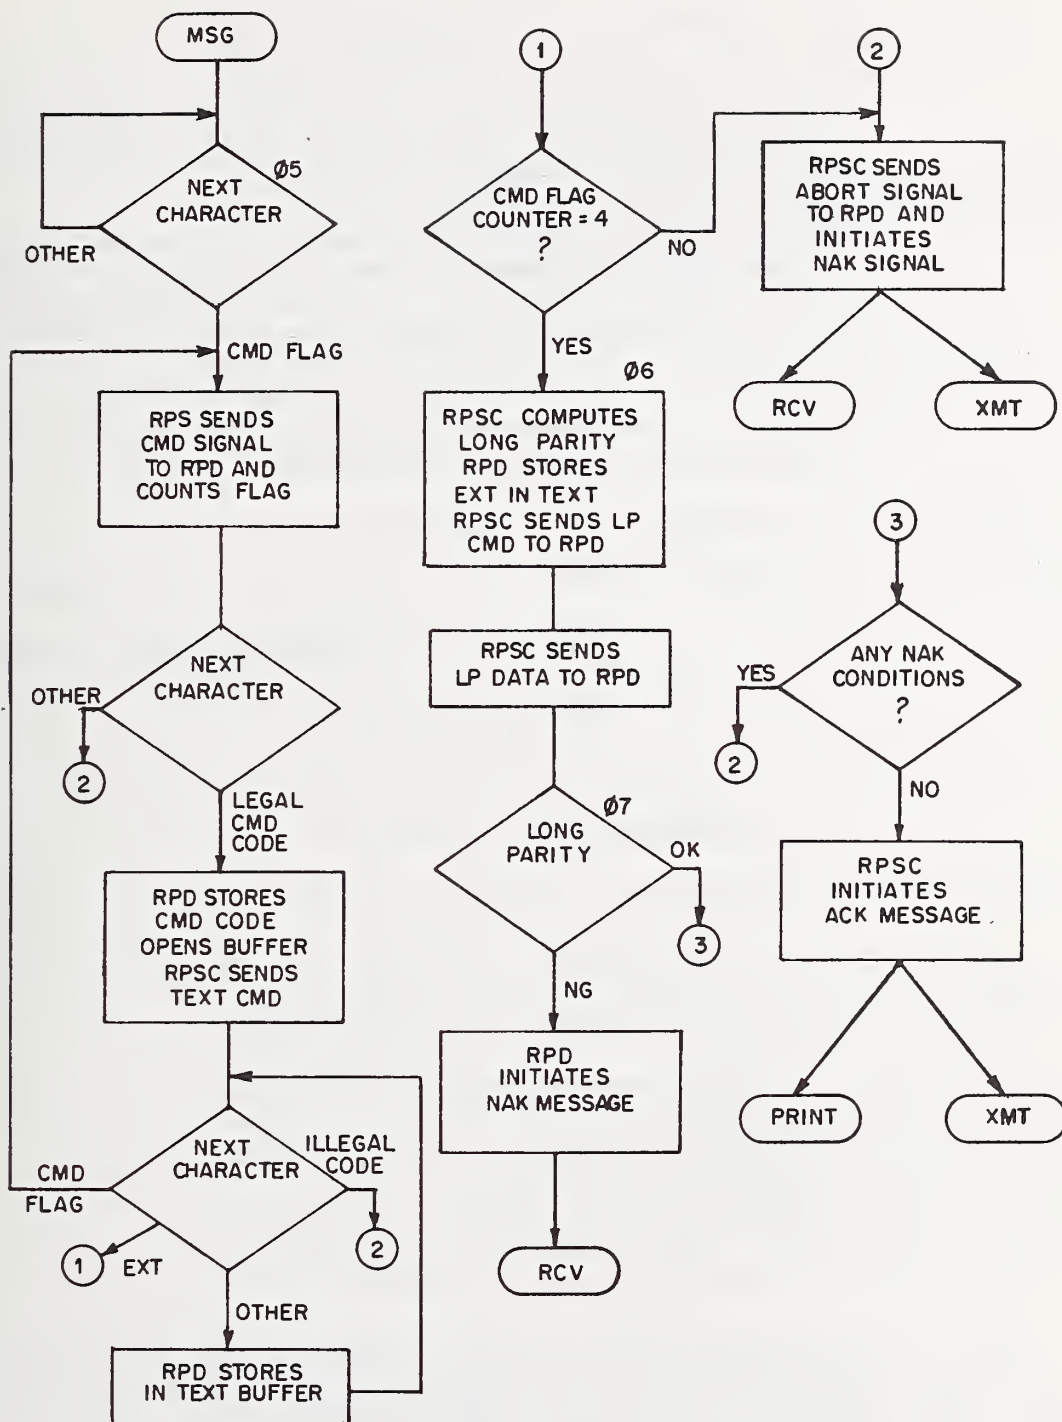 MSG
Ø5
NEXT
CHARACTER
OTHER
CMD FLAG
RPS SENDS
CMD SIGNAL
TO RPD AND
COUNTS FLAG
NEXT
CHARACTER
OTHER
2
LEGAL
CMD
CODE
RPD STORES
CMD CODE
OPENS BUFFER
RPSC SENDS
TEXT CMD
NEXT
CHARACTER
ILLEGAL
CODE
2
CMD
FLAG
1
EXT
OTHER
RPD STORES
IN TEXT BUFFER
1
CMD FLAG
COUNTER = 4
?
NO
YES
Ø6
RPSC COMPUTES
LONG PARITY
RPD STORES
EXT IN TEXT
RPSC SENDS LP
CMD TO RPD
RPSC SENDS
LP DATA TO RPD
Ø7
LONG
PARITY
OK
3
NG
RPD
INITIATES
NAK MESSAGE
RCV
2
RPSC SENDS
ABORT SIGNAL
TO RPD AND
INITIATES
NAK SIGNAL
RCV
XMT
3
ANY NAK
CONDITIONS
?
YES
2
NO
RPSC
INITIATES
ACK MESSAGE
PRINT
XMT